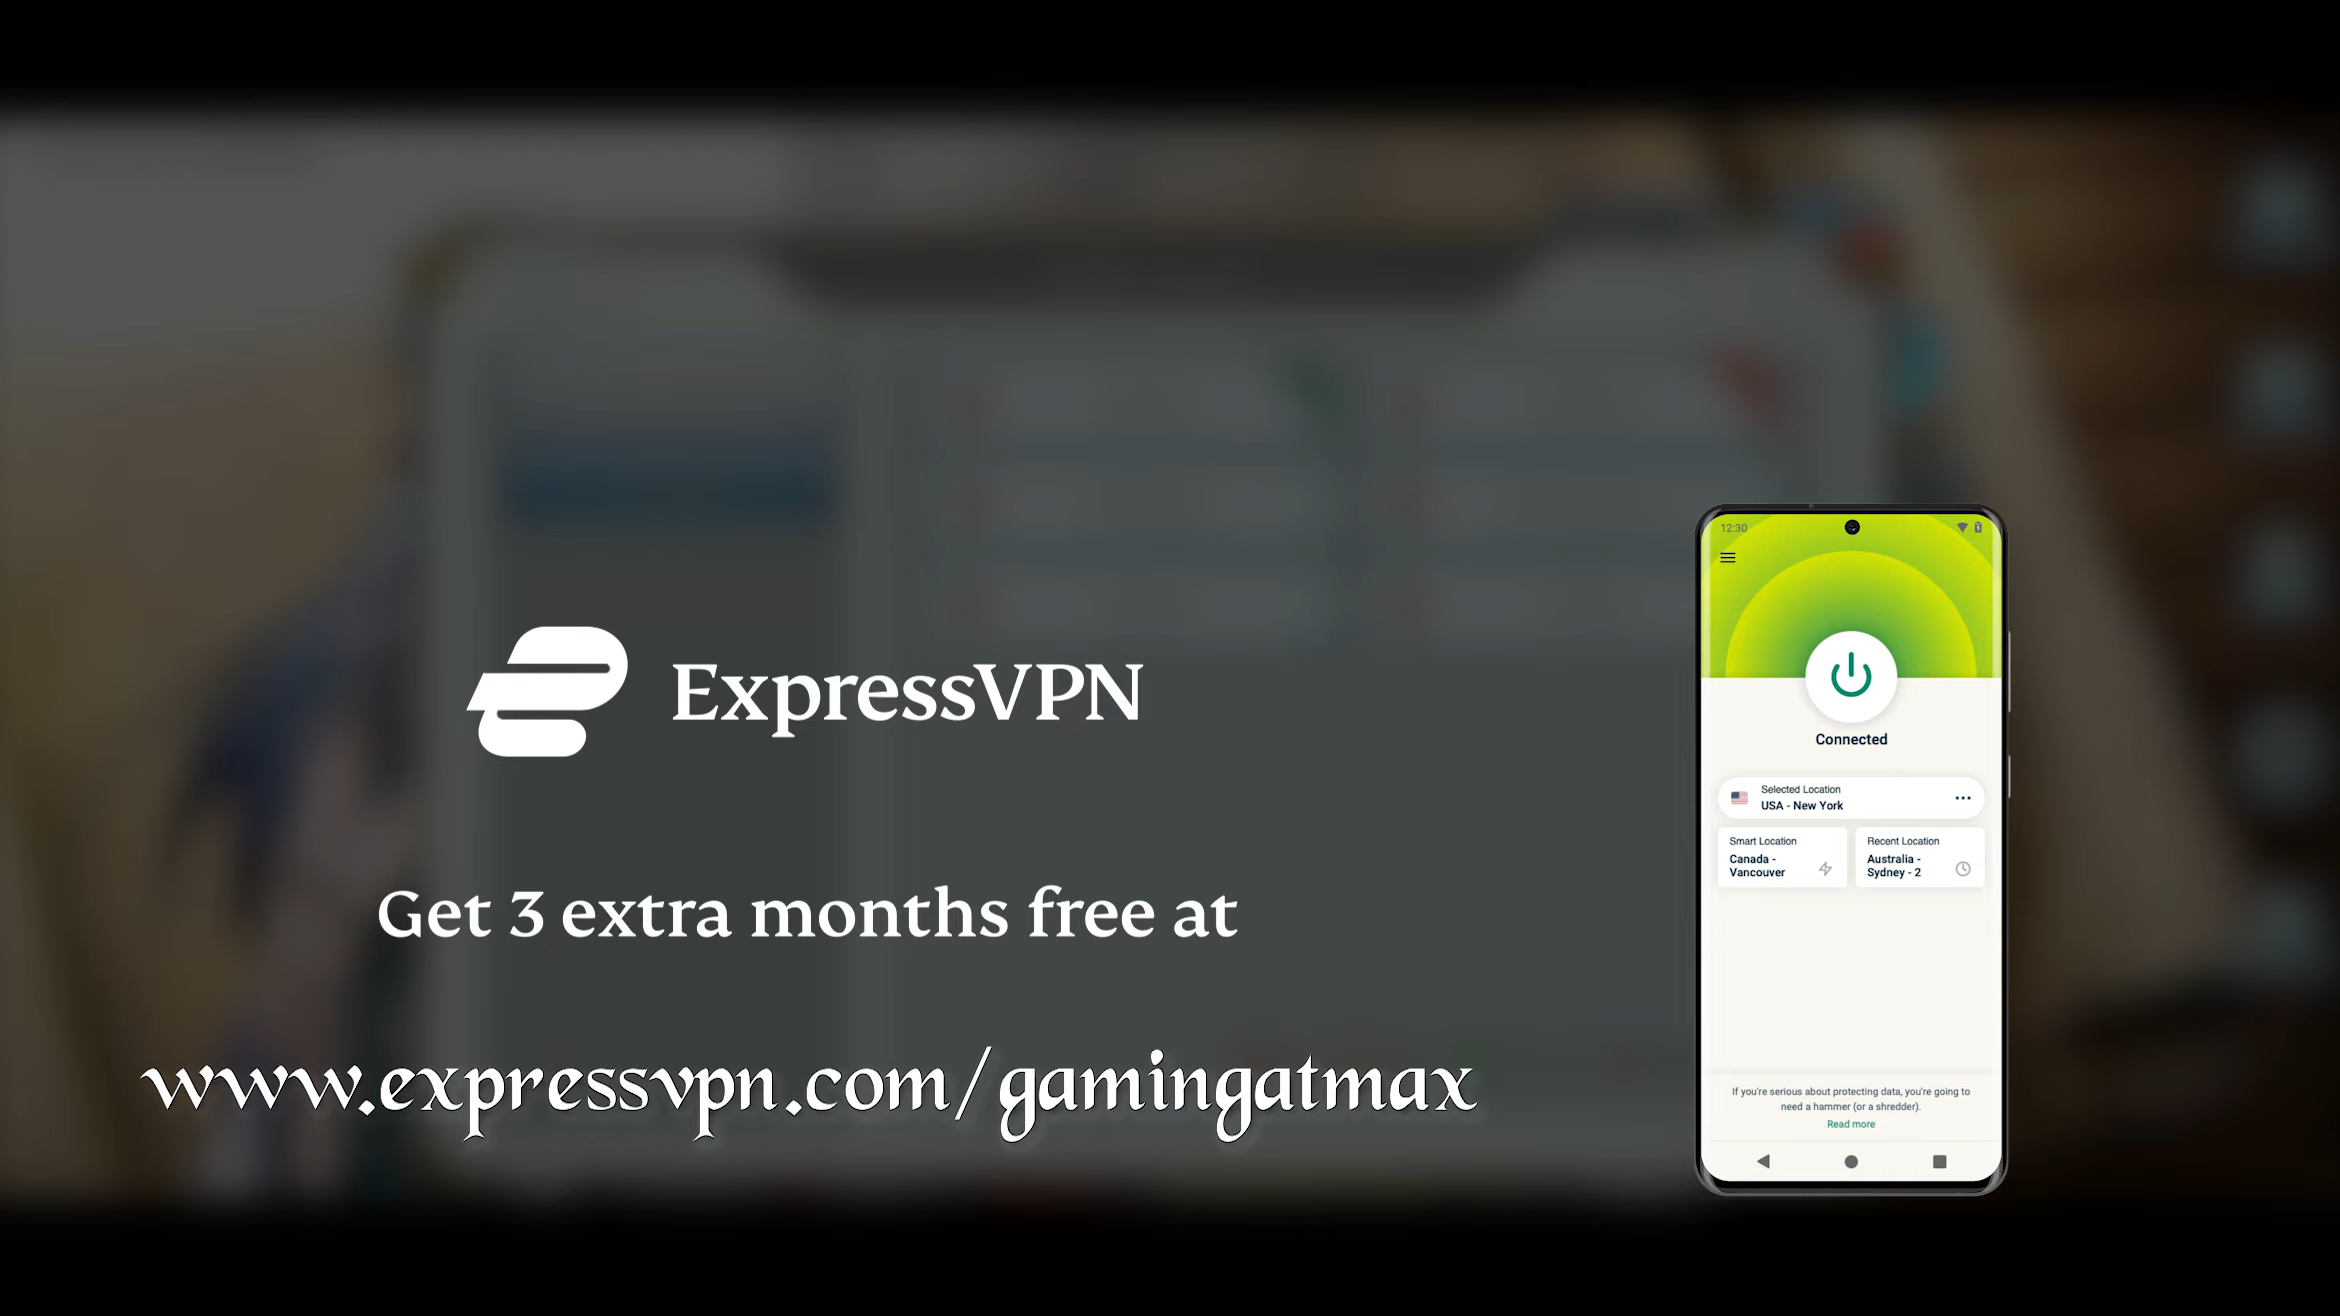 ExpressVPN
Get 3 extra months free at
www.expressvpn.com/gamingatmax
12:30
Connected
Selected Location
USA - New York
Smart Location
Canada -
Vancouver
Recent Location
Australia -
Sydney - 2
If you're serious about protecting data, you're going to
need a hammer (or a shredder).
Read more